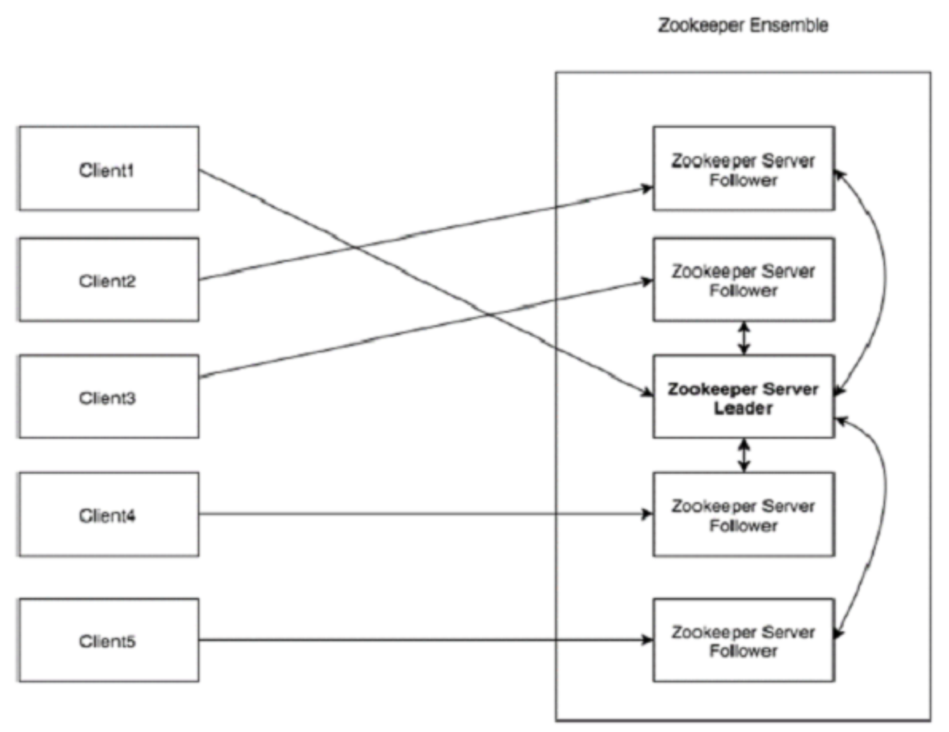 Zookeeper Ensemble
Client1
Zookeeper Server
Follower
Client2
Zookeeper Server
Follower
Client3
Zookeeper Server
Leader
Client4
Zookeeper Server
Follower
Client5
Zookeeper Server
Follower